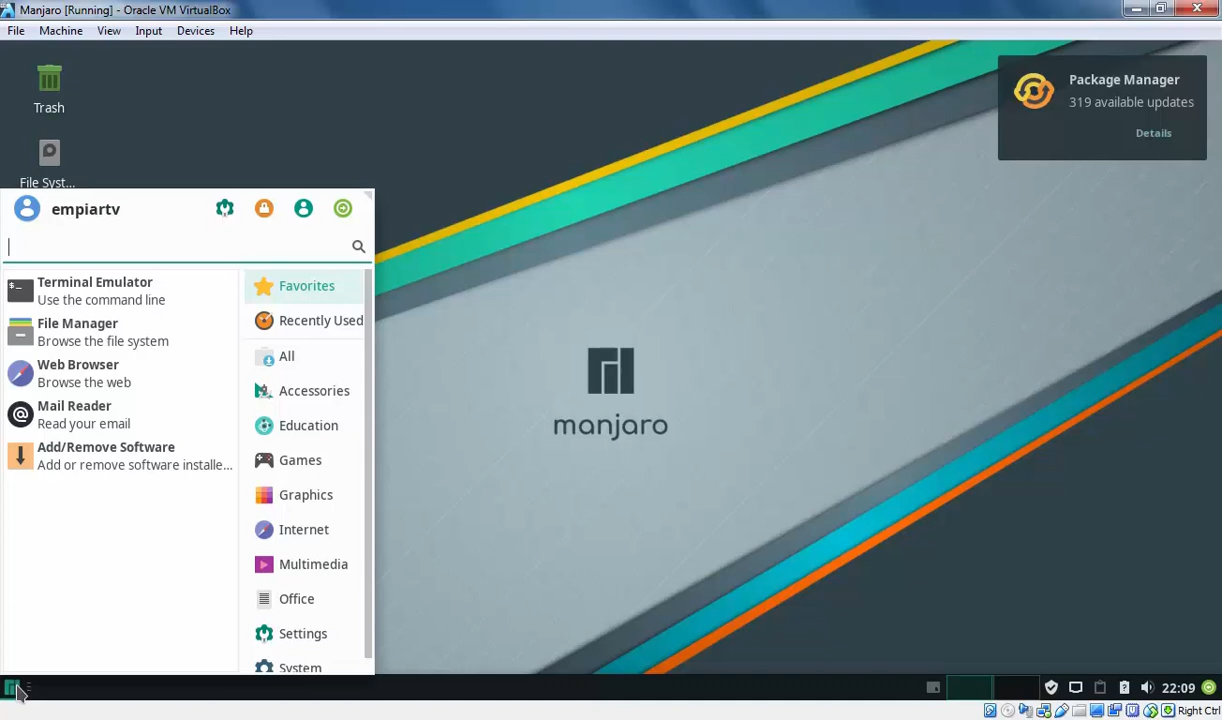 Manjaro [Running] - Oracle VM VirtualBox
File Machine View Input Devices Help
Trash
File Syst...
Package Manager
319 available updates
Details
empiartv
Terminal Emulator
Use the command line
File Manager
Browse the file system
Web Browser
Browse the web
Mail Reader
Read your email
Add/Remove Software
Add or remove software installe...
Favorites
Recently Used
All
Accessories
Education
Games
Graphics
Internet
Multimedia
Office
Settings
System
manjaro
22:09
Right Ctrl